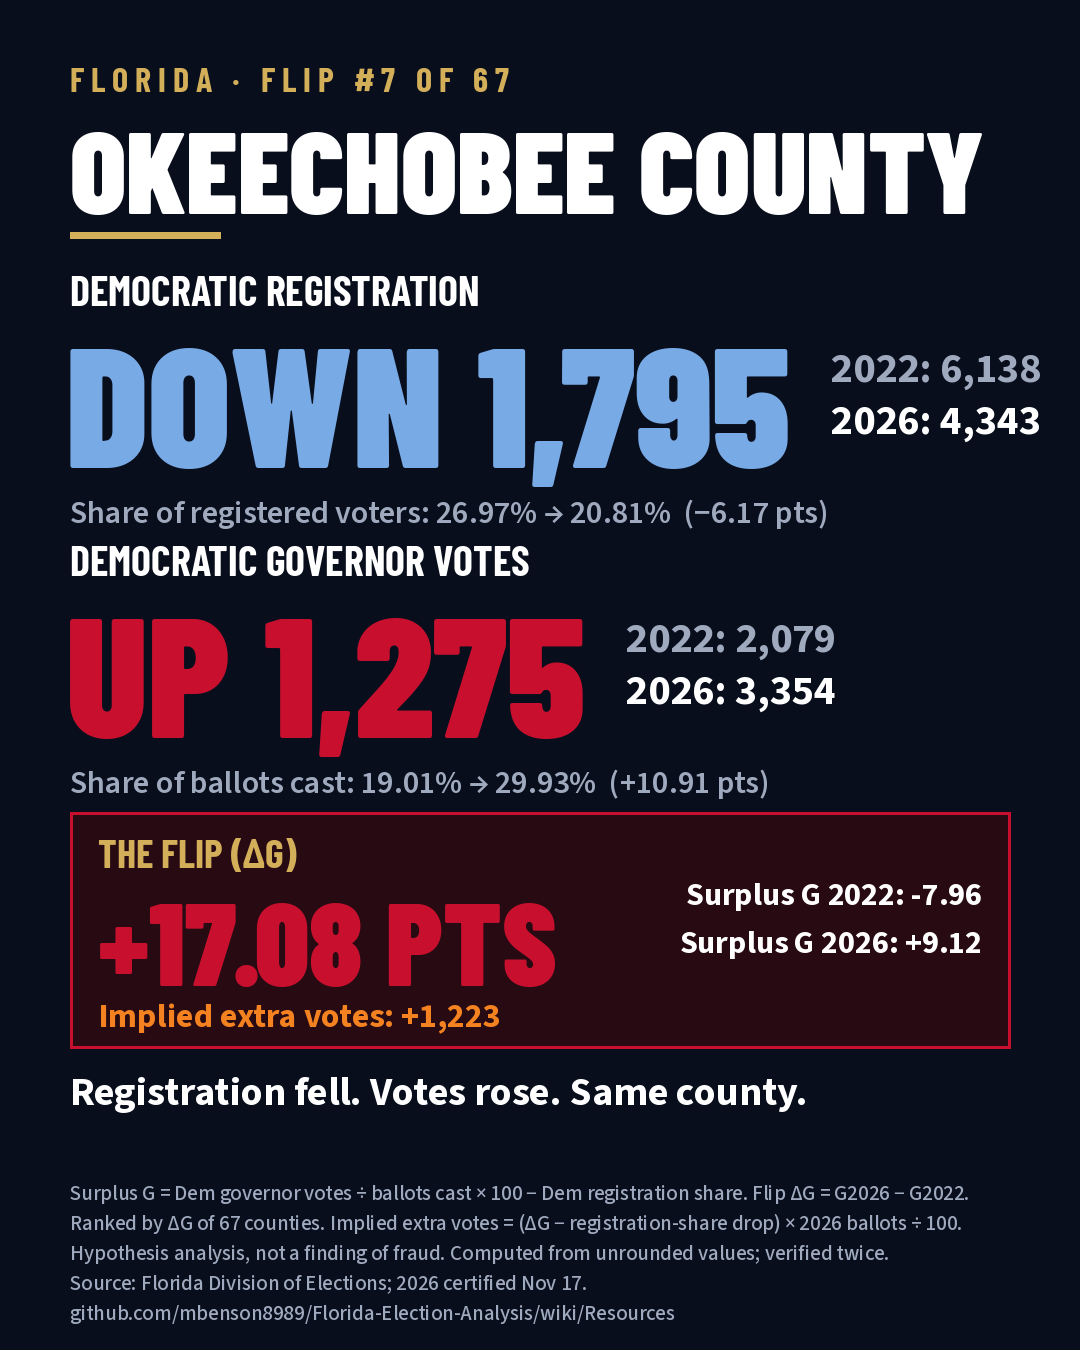 FLORIDA · FLIP #7 OF 67
OKEECHOBEE COUNTY
DEMOCRATIC REGISTRATION
DOWN 1,795
2022: 6,138
2026: 4,343
Share of registered voters: 26.97% → 20.81% (−6.17 pts)
DEMOCRATIC GOVERNOR VOTES
UP 1,275
2022: 2,079
2026: 3,354
Share of ballots cast: 19.01% → 29.93% (+10.91 pts)
THE FLIP (ΔG)
+17.08 PTS
Surplus G 2022: -7.96
Surplus G 2026: +9.12
Implied extra votes: +1,223
Registration fell. Votes rose. Same county.
Surplus G = Dem governor votes ÷ ballots cast × 100 − Dem registration share. Flip ΔG = G2026 − G2022.
Ranked by ΔG of 67 counties. Implied extra votes = (ΔG − registration-share drop) × 2026 ballots ÷ 100.
Hypothesis analysis, not a finding of fraud. Computed from unrounded values; verified twice.
Source: Florida Division of Elections; 2026 certified Nov 17.
github.com/mbenson8989/Florida-Election-Analysis/wiki/Resources